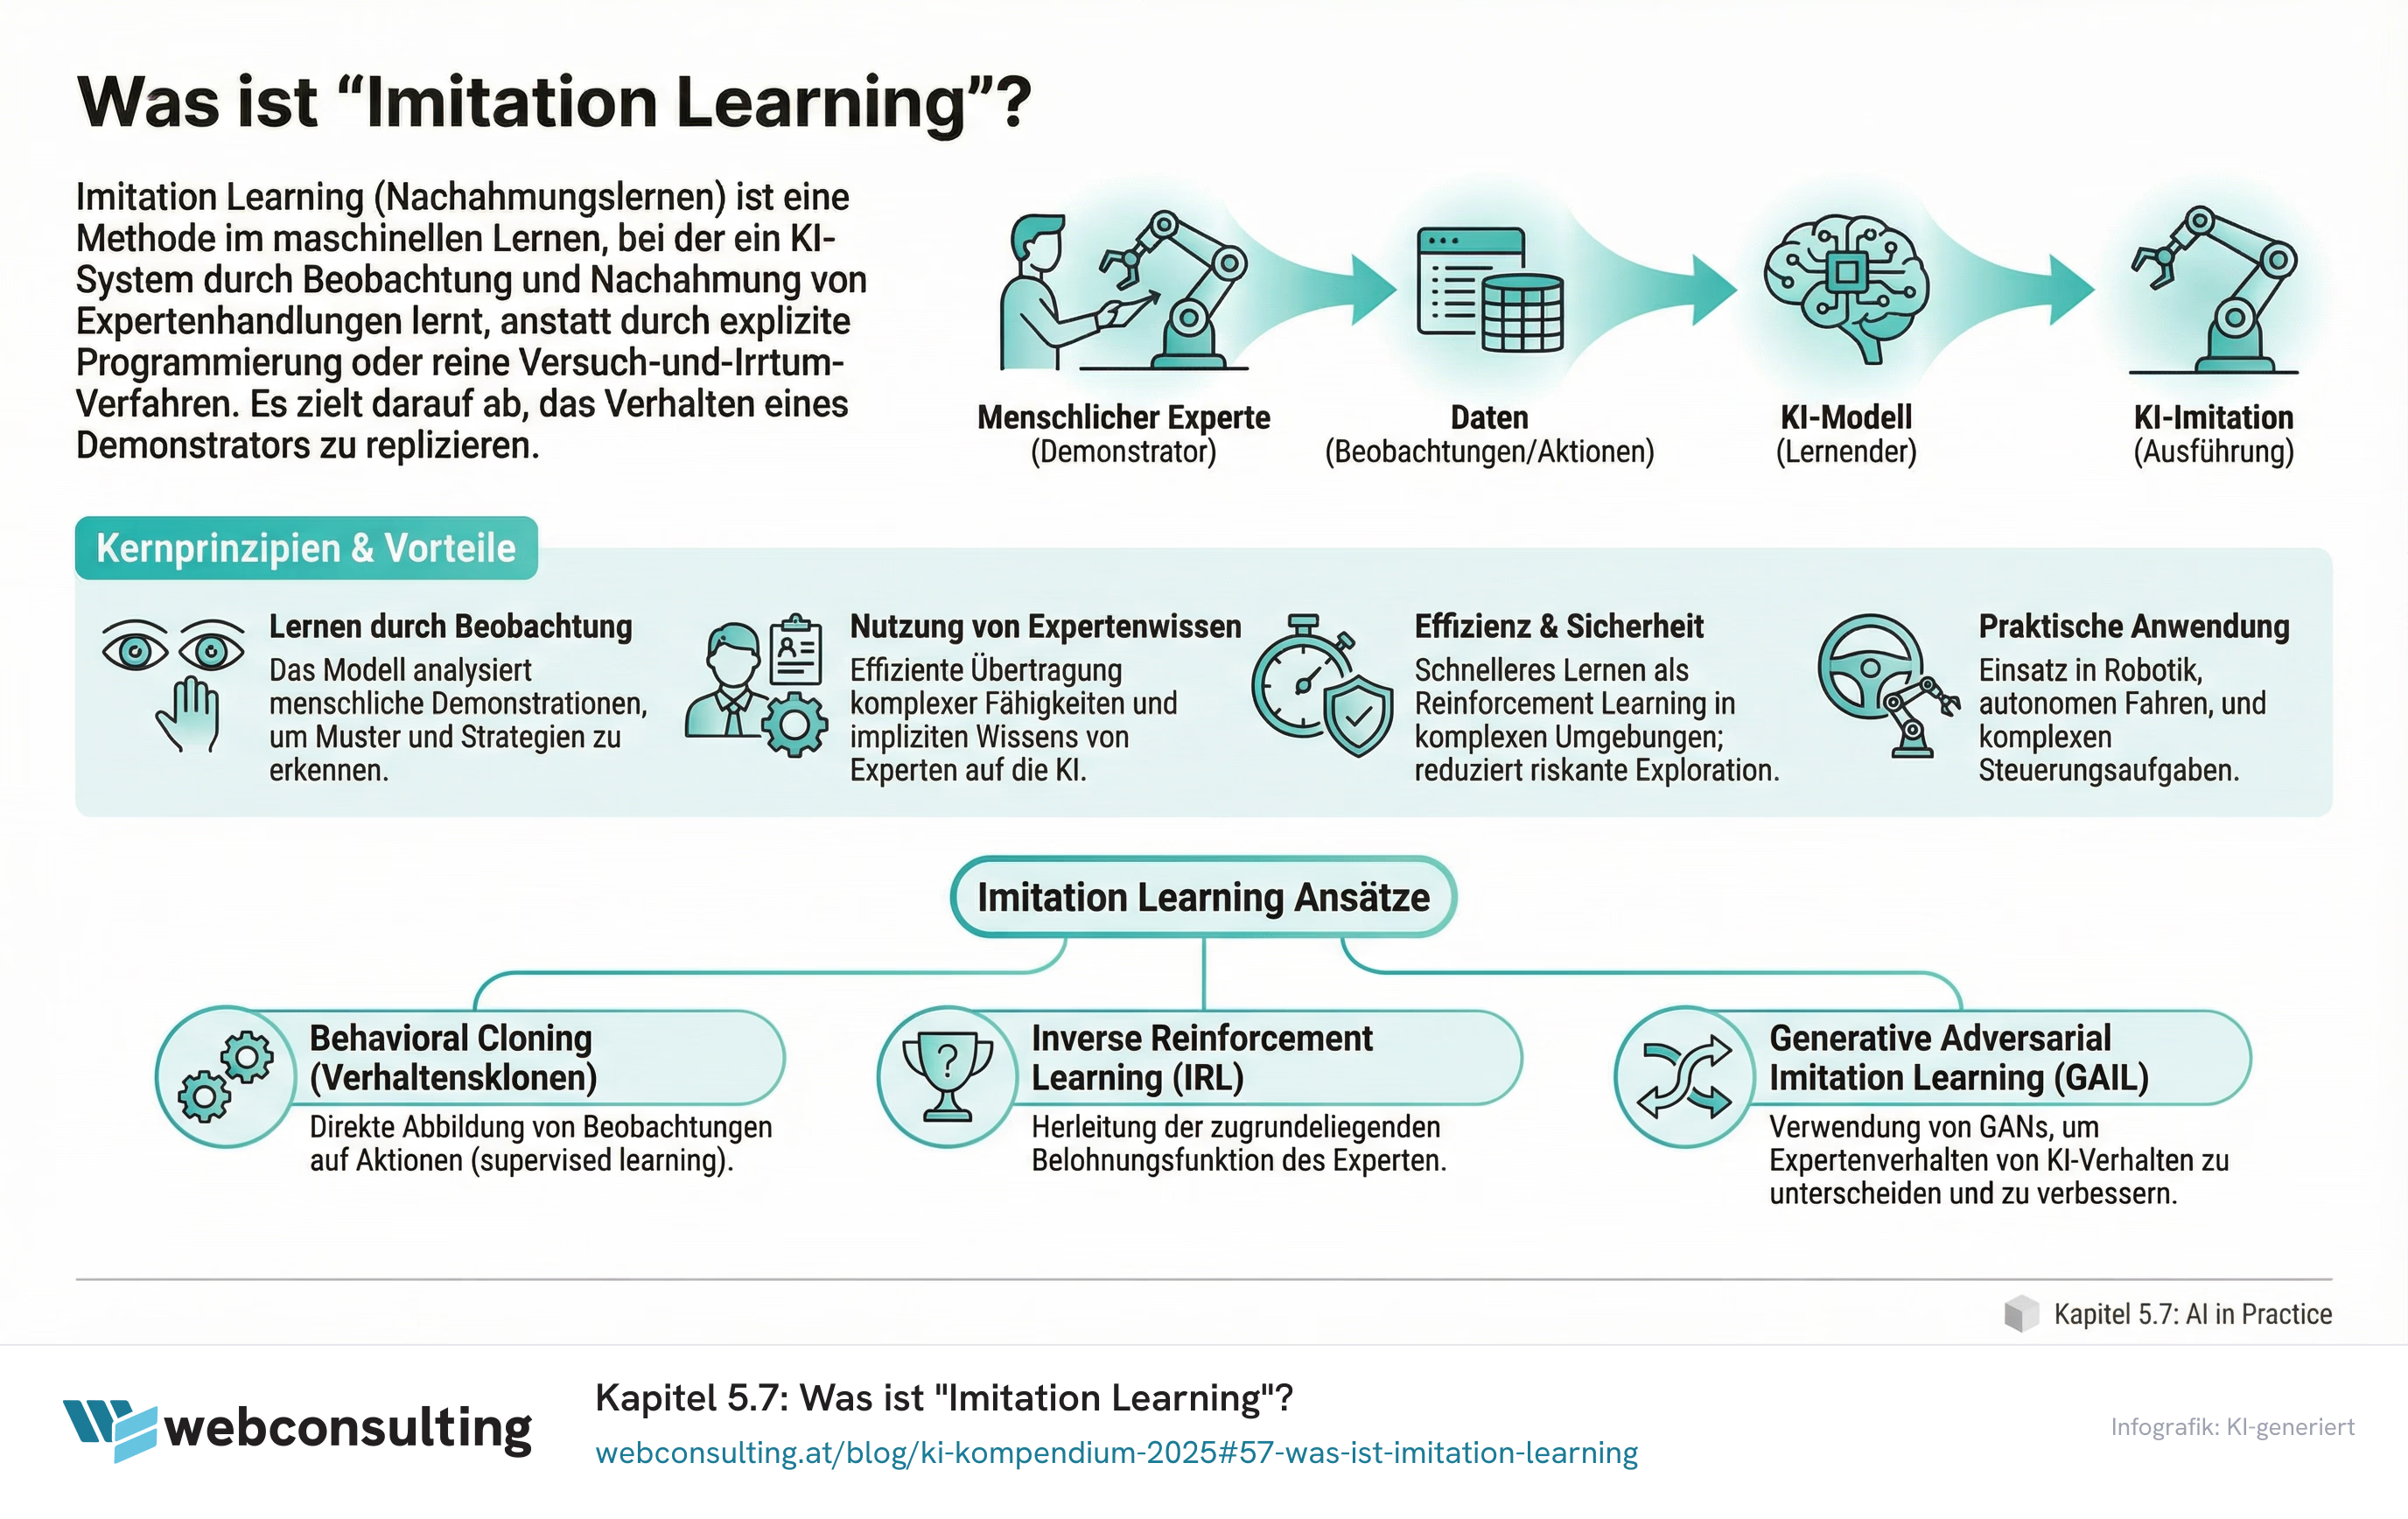 Was ist “Imitation Learning”?
Imitation Learning (Nachahmungslernen) ist eine
Methode im maschinellen Lernen, bei der ein KI-
System durch Beobachtung und Nachahmung von
Expertenhandlungen lernt, anstatt durch explizite
Programmierung oder reine Versuch-und-Irrtum-
Verfahren. Es zielt darauf ab, das Verhalten eines
Demonstrators zu replizieren.
Menschlicher Experte
(Demonstrator)
Daten
(Beobachtungen/Aktionen)
KI-Modell
(Lernender)
KI-Imitation
(Ausführung)
Kernprinzipien & Vorteile
Lernen durch Beobachtung
Das Modell analysiert
menschliche Demonstrationen,
um Muster und Strategien zu
erkennen.
Nutzung von Expertenwissen
Effiziente Übertragung
komplexer Fähigkeiten und
impliziten Wissens von
Experten auf die KI.
Effizienz & Sicherheit
Schnelleres Lernen als
Reinforcement Learning in
komplexen Umgebungen;
reduziert riskante Exploration.
Praktische Anwendung
Einsatz in Robotik,
autonomen Fahren, und
komplexen
Steuerungsaufgaben.
Imitation Learning Ansätze
Behavioral Cloning
(Verhaltensklonen)
Direkte Abbildung von Beobachtungen
auf Aktionen (supervised learning).
?
Inverse Reinforcement
Learning (IRL)
Herleitung der zugrundeliegenden
Belohnungsfunktion des Experten.
Generative Adversarial
Imitation Learning (GAIL)
Verwendung von GANs, um
Expertenverhalten von KI-Verhalten zu
unterscheiden und zu verbessern.
Kapitel 5.7: AI in Practice
webconsulting
Kapitel 5.7: Was ist "Imitation Learning"?
webconsulting.at/blog/ki-kompendium-2025#57-was-ist-imitation-learning
Infografik: KI-generiert